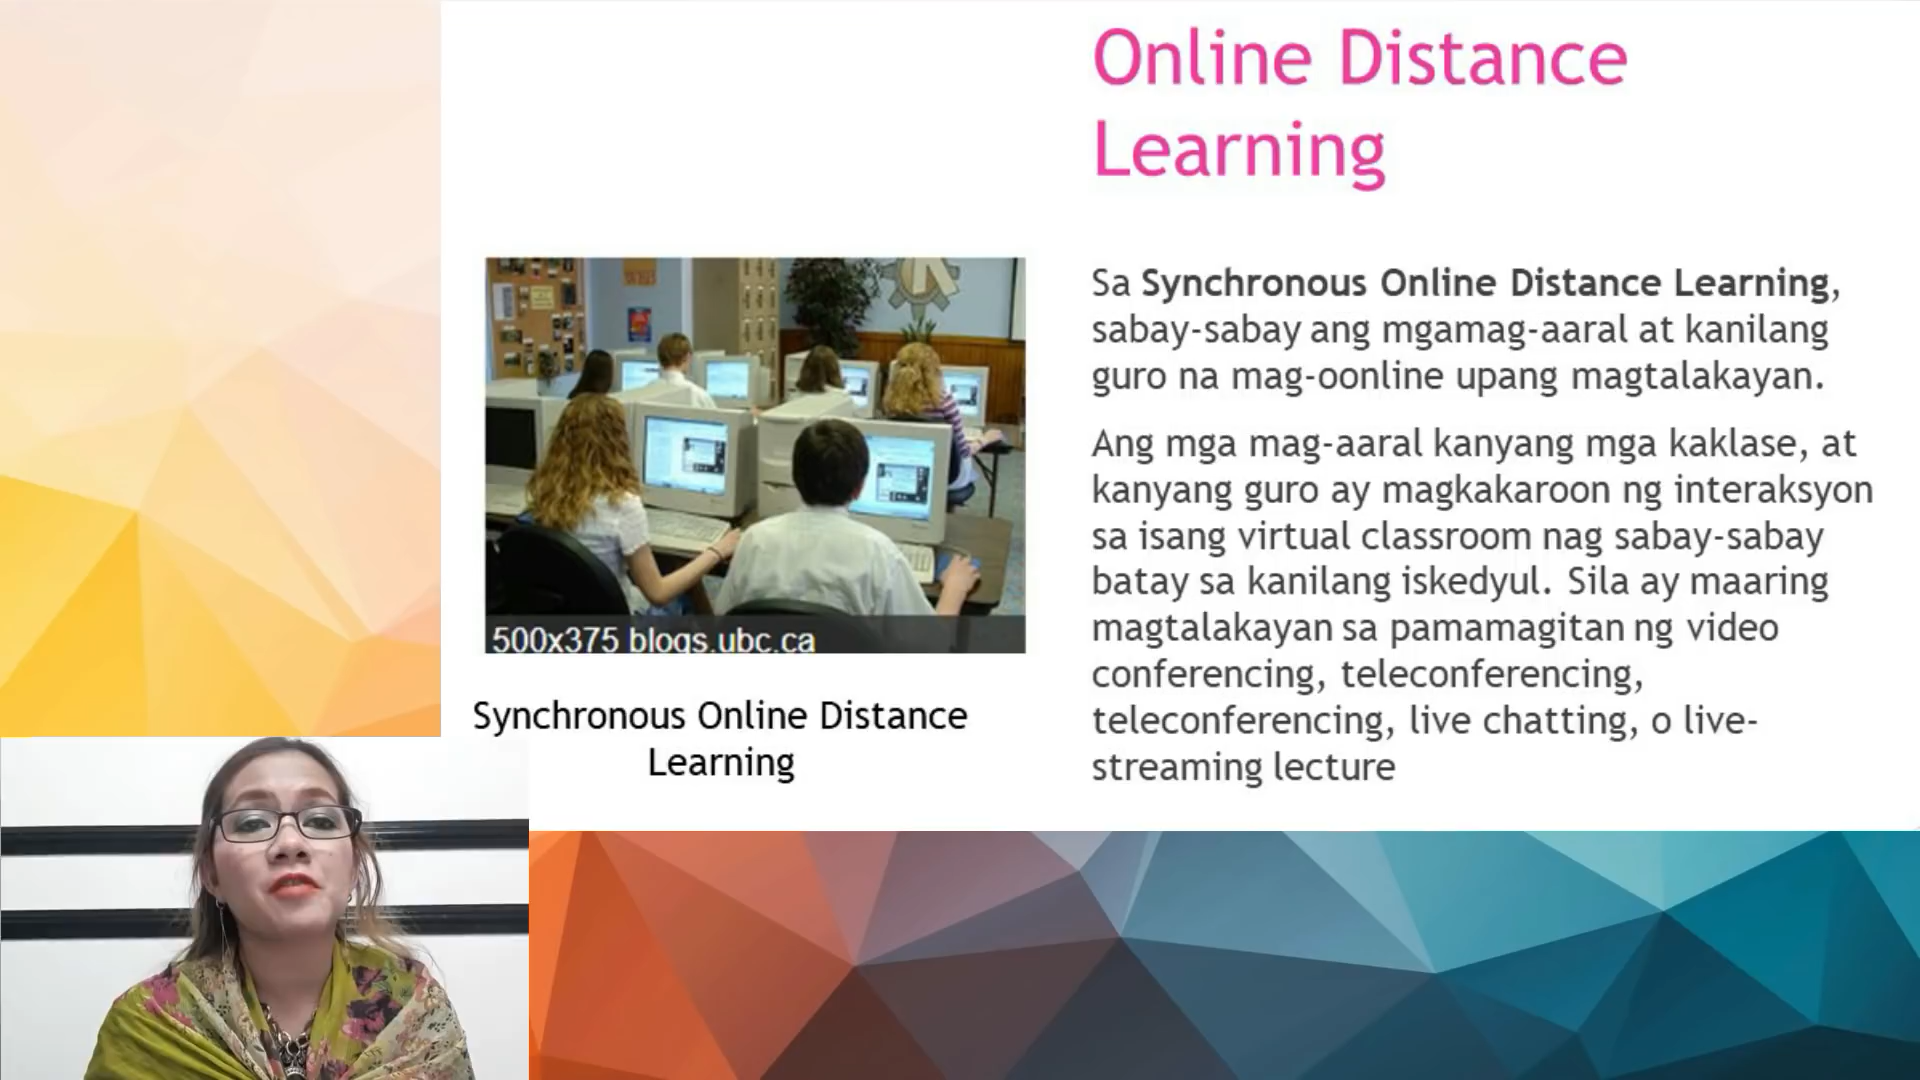 Online Distance
Learning
Sa Synchronous Online Distance Learning,
sabay-sabay ang mgamag-aaral at kanilang
guro na mag-oonline upang magtalakayan.
Ang mga mag-aaral kanyang mga kaklase, at
kanyang guro ay magkakaroon ng interaksyon
sa isang virtual classroom nag sabay-sabay
batay sa kanilang iskedyul. Sila ay maaring
magtalakayan sa pamamagitan ng video
conferencing, teleconferencing,
teleconferencing, live chatting, o live-
streaming lecture
500x375 blogs.ubc.ca
Synchronous Online Distance
Learning